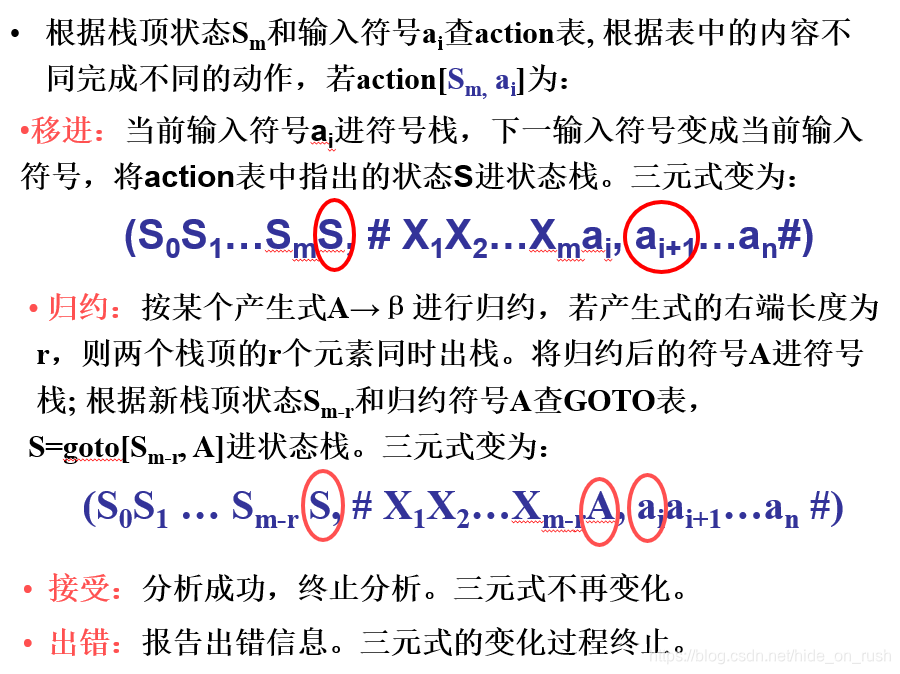 • 根据栈顶状态Sm和输入符号ai查action表, 根据表中的内容不
同完成不同的动作，若action[Sm, ai]为：
•移进：当前输入符号ai进符号栈，下一输入符号变成当前输入
符号，将action表中指出的状态S进状态栈。三元式变为：
(S0S1…SmS, # X1X2…Xmai, ai+1…an#)
• 归约：按某个产生式A→β进行归约，若产生式的右端长度为
r，则两个栈顶的r个元素同时出栈。将归约后的符号A进符号
栈; 根据新栈顶状态Sm-r和归约符号A查GOTO表，
S=goto[Sm-r, A]进状态栈。三元式变为：
(S0S1 … Sm-r S, # X1X2…Xm-rA, aiai+1…an #)
• 接受：分析成功，终止分析。三元式不再变化。
• 出错：报告出错信息。三元式的变化过程终止。
https://blog.csdn.net/hide_on_rush